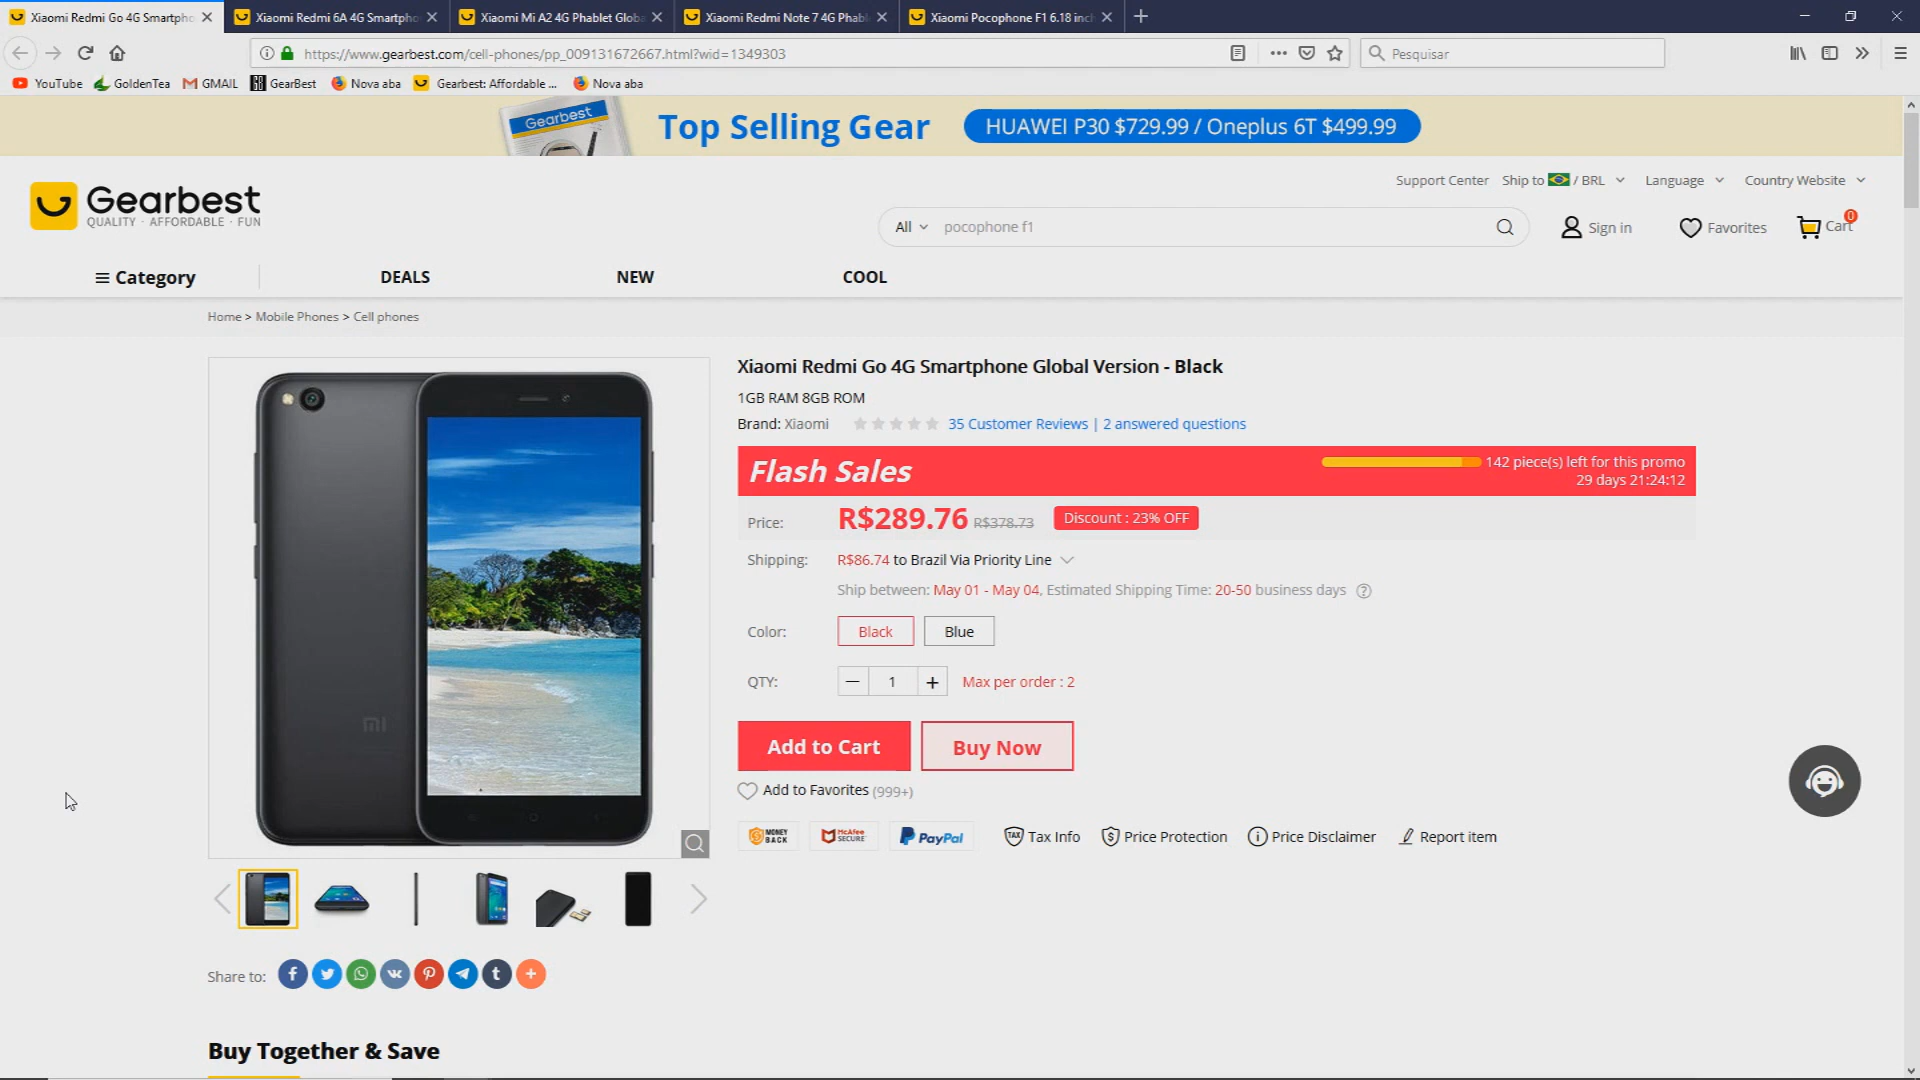 Xiaomi Redmi Go 4G Smartpho
Xiaomi Redmi 6A 4G Smartpho
Xiaomi Mi A2 4G Phablet Globa
Xiaomi Redmi Note 7 4G Phab
Xiaomi Pocophone F1 6.18 inc
https://www.gearbest.com/cell-phones/pp_009131672667.html?wid=1349303
Pesquisar
YouTube
GoldenTea
GMAIL
GearBest
Nova aba
Gearbest: Affordable ...
Nova aba
Gearbest
Top Selling Gear
HUAWEI P30 $729.99 / Oneplus 6T $499.99
Support Center
Ship to / BRL
Language
Country Website
Gearbest
QUALITY · AFFORDABLE · FUN
All
pocophone f1
Sign in
Favorites
0
Cart
Category
DEALS
NEW
COOL
Home > Mobile Phones > Cell phones
Xiaomi Redmi Go 4G Smartphone Global Version - Black
1GB RAM 8GB ROM
Brand: Xiaomi
35 Customer Reviews | 2 answered questions
Flash Sales
142 piece(s) left for this promo
29 days 21:24:12
Price: R$289.76 R$378.73 Discount : 23% OFF
Shipping: R$86.74 to Brazil Via Priority Line
Ship between: May 01 - May 04, Estimated Shipping Time: 20-50 business days ?
Color: Black Blue
QTY: 1 Max per order : 2
Add to Cart
Buy Now
Add to Favorites (999+)
MONEY BACK
McAfee SECURE
PayPal
TAX Tax Info
Price Protection
Price Disclaimer
Report item
Share to:
Buy Together & Save